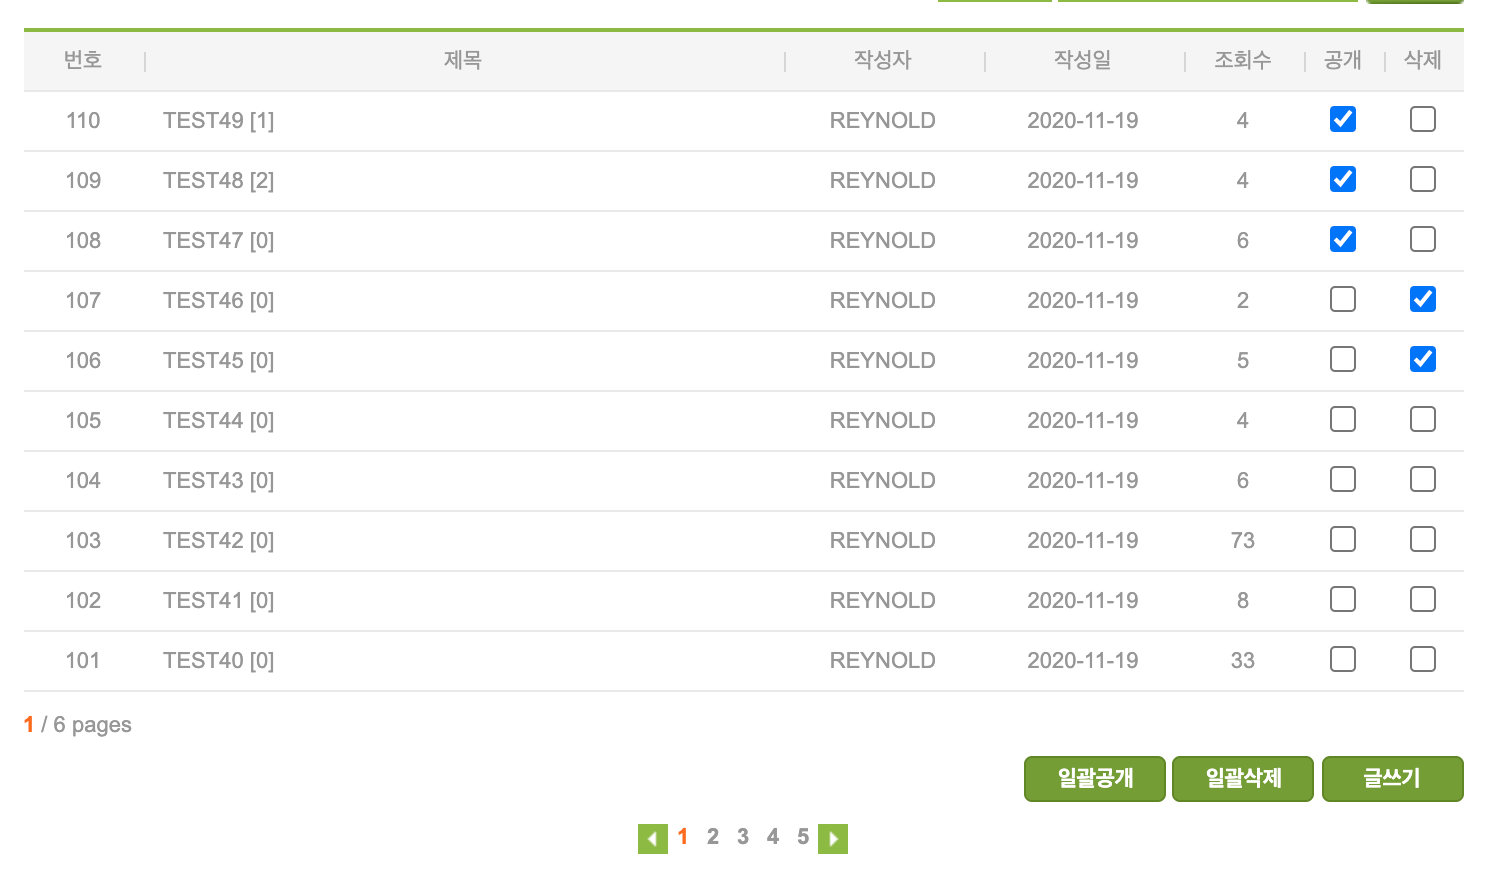 번호 제목 작성자 작성일 조회수 공개 삭제
110 TEST49 [1] REYNOLD 2020-11-19 4
109 TEST48 [2] REYNOLD 2020-11-19 4
108 TEST47 [0] REYNOLD 2020-11-19 6
107 TEST46 [0] REYNOLD 2020-11-19 2
106 TEST45 [0] REYNOLD 2020-11-19 5
105 TEST44 [0] REYNOLD 2020-11-19 4
104 TEST43 [0] REYNOLD 2020-11-19 6
103 TEST42 [0] REYNOLD 2020-11-19 73
102 TEST41 [0] REYNOLD 2020-11-19 8
101 TEST40 [0] REYNOLD 2020-11-19 33
1 / 6 pages
일괄공개 일괄삭제 글쓰기
1 2 3 4 5